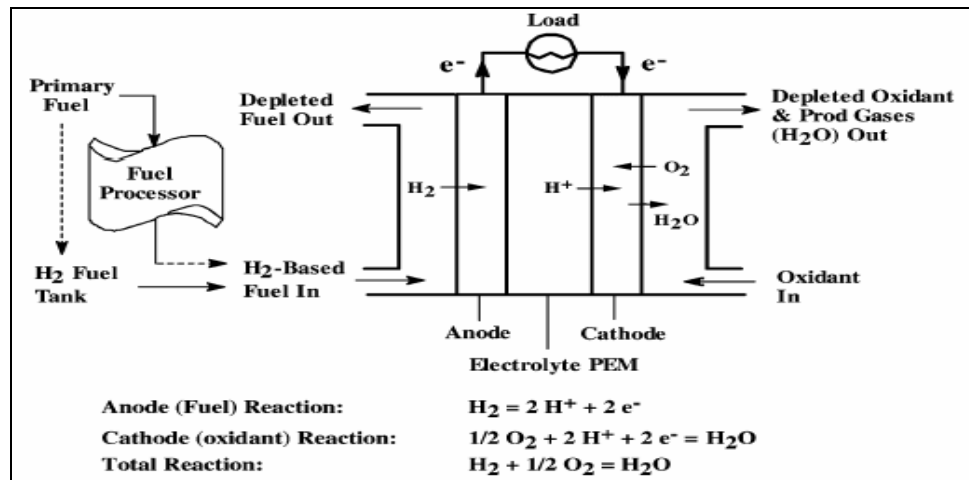 Load
e-
e-
Primary
Fuel
Depleted
Fuel Out
Depleted Oxidant
& Prod Gases
(H2O) Out
Fuel
Processor
H2
H+
O2
H2O
H2 Fuel
Tank
H2-Based
Fuel In
Oxidant
In
Anode
Cathode
Electrolyte PEM
Anode (Fuel) Reaction: H2 = 2 H+ + 2 e-
Cathode (oxidant) Reaction: 1/2 O2 + 2 H+ + 2 e- = H2O
Total Reaction: H2 + 1/2 O2 = H2O